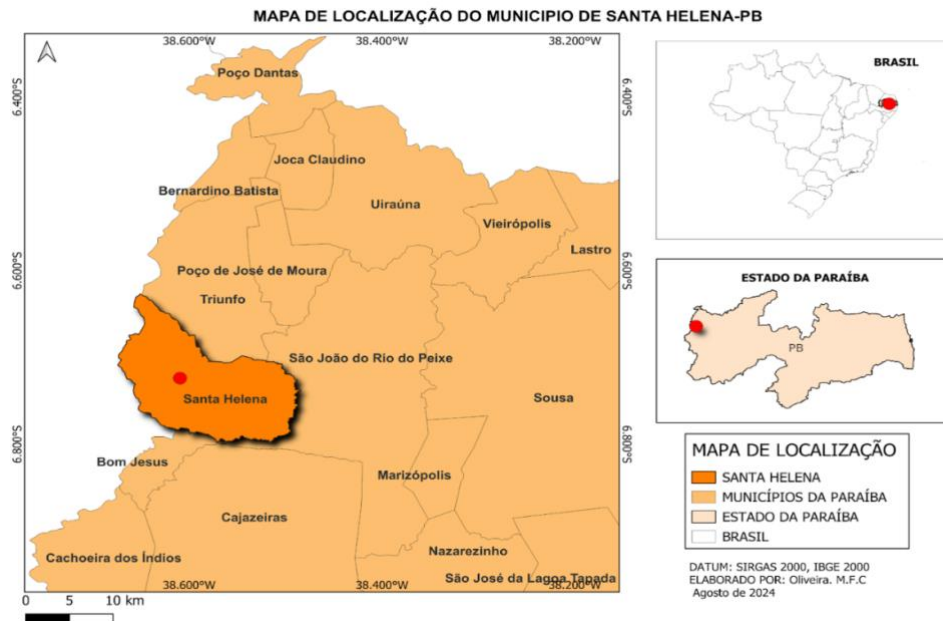 MAPA DE LOCALIZAÇÃO DO MUNICIPIO DE SANTA HELENA-PB
38.600°W 38.400°W 38.200°W
6.400°S
6.600°S
6.800°S
Poço Dantas
Joca Claudino
Bernardino Batista
Uiraúna
Vieirópolis
Lastro
Poço de José de Moura
Triunfo
São João do Rio do Peixe
Santa Helena
Sousa
Bom Jesus
Marizópolis
Cajazeiras
Cachoeira dos Índios
Nazarezinho
São José da Lagoa Tapada
6.400°S
6.600°S
6.800°S
38.600°W 38.400°W 38.200°W
0 5 10 km
BRASIL
ESTADO DA PARAÍBA
PB
MAPA DE LOCALIZAÇÃO
SANTA HELENA
MUNICÍPIOS DA PARAÍBA
ESTADO DA PARAÍBA
BRASIL
DATUM: SIRGAS 2000, IBGE 2000
ELABORADO POR: Oliveira. M.F.C
Agosto de 2024